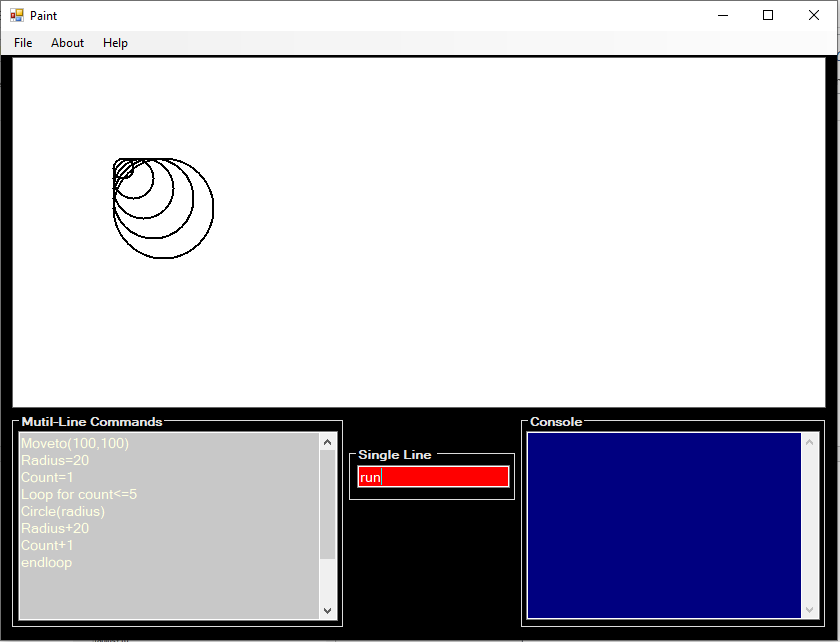 Paint
File About Help
Mutil-Line Commands
Moveto(100,100)
Radius=20
Count=1
Loop for count<=5
Circle(radius)
Radius+20
Count+1
endloop
Single Line
run
Console